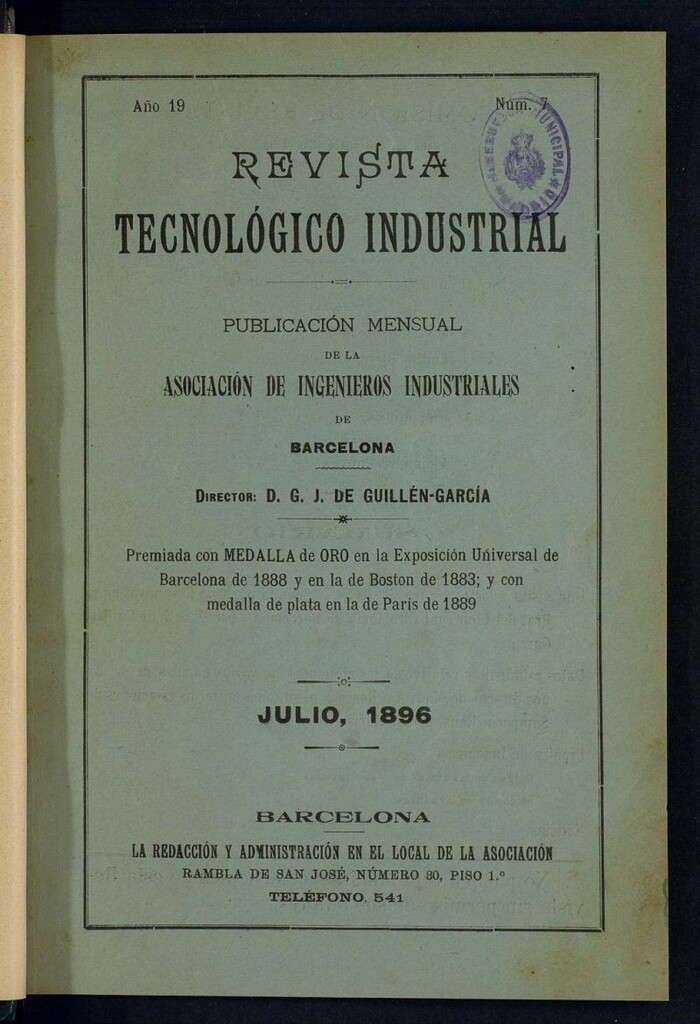 Año 19
Núm. 7
REVISTA
TECNOLÓGICO INDUSTRIAL
PUBLICACIÓN MENSUAL
DE LA
ASOCIACIÓN DE INGENIEROS INDUSTRIALES
DE
BARCELONA
DIRECTOR: D. G. J. DE GUILLÉN-GARCÍA
Premiada con MEDALLA de ORO en la Exposición Universal de
Barcelona de 1888 y en la de Boston de 1883; y con
medalla de plata en la de París de 1889
JULIO, 1896
BARCELONA
LA REDACCIÓN Y ADMINISTRACIÓN EN EL LOCAL DE LA ASOCIACIÓN
RAMBLA DE SAN JOSÉ, NÚMERO 30, PISO 1.º
TELÉFONO, 541
MUNICIPAL
MADRID